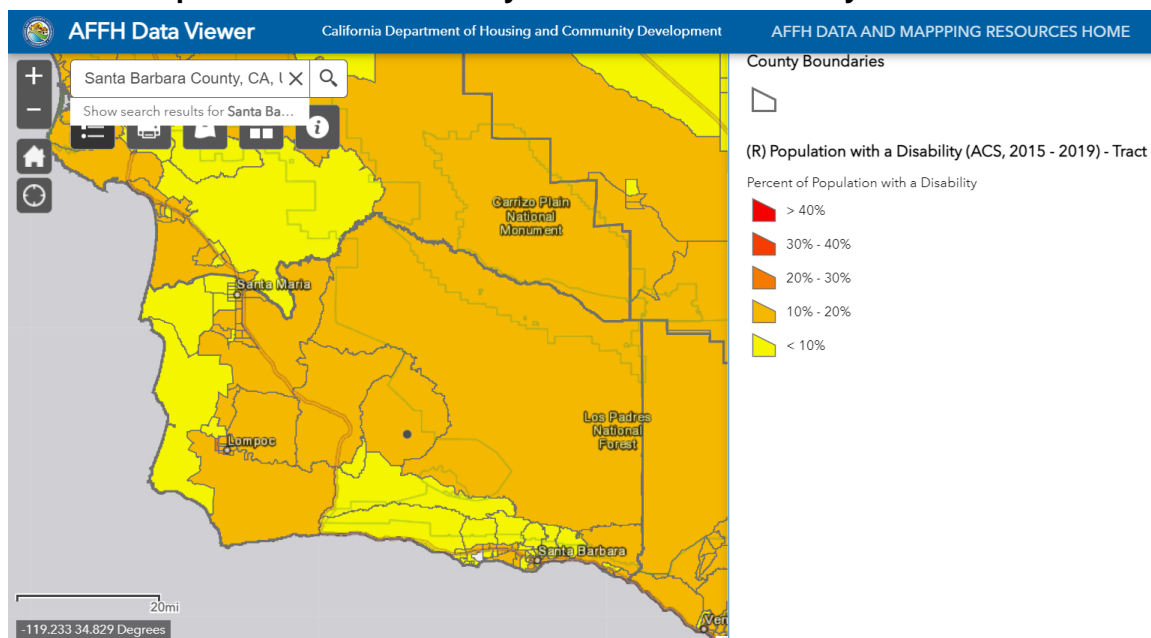 AFFH Data Viewer
California Department of Housing and Community Development
AFFH DATA AND MAPPPING RESOURCES HOME
+
−
Santa Barbara County, CA, U
Show search results for Santa Ba...
i
Carrizo Plain
National
Monument
Santa Maria
Los Padres
National
Forest
Lompoc
Santa Barbara
Ven
20mi
-119.233 34.829 Degrees
County Boundaries
(R) Population with a Disability (ACS, 2015 - 2019) - Tract
Percent of Population with a Disability
> 40%
30% - 40%
20% - 30%
10% - 20%
< 10%